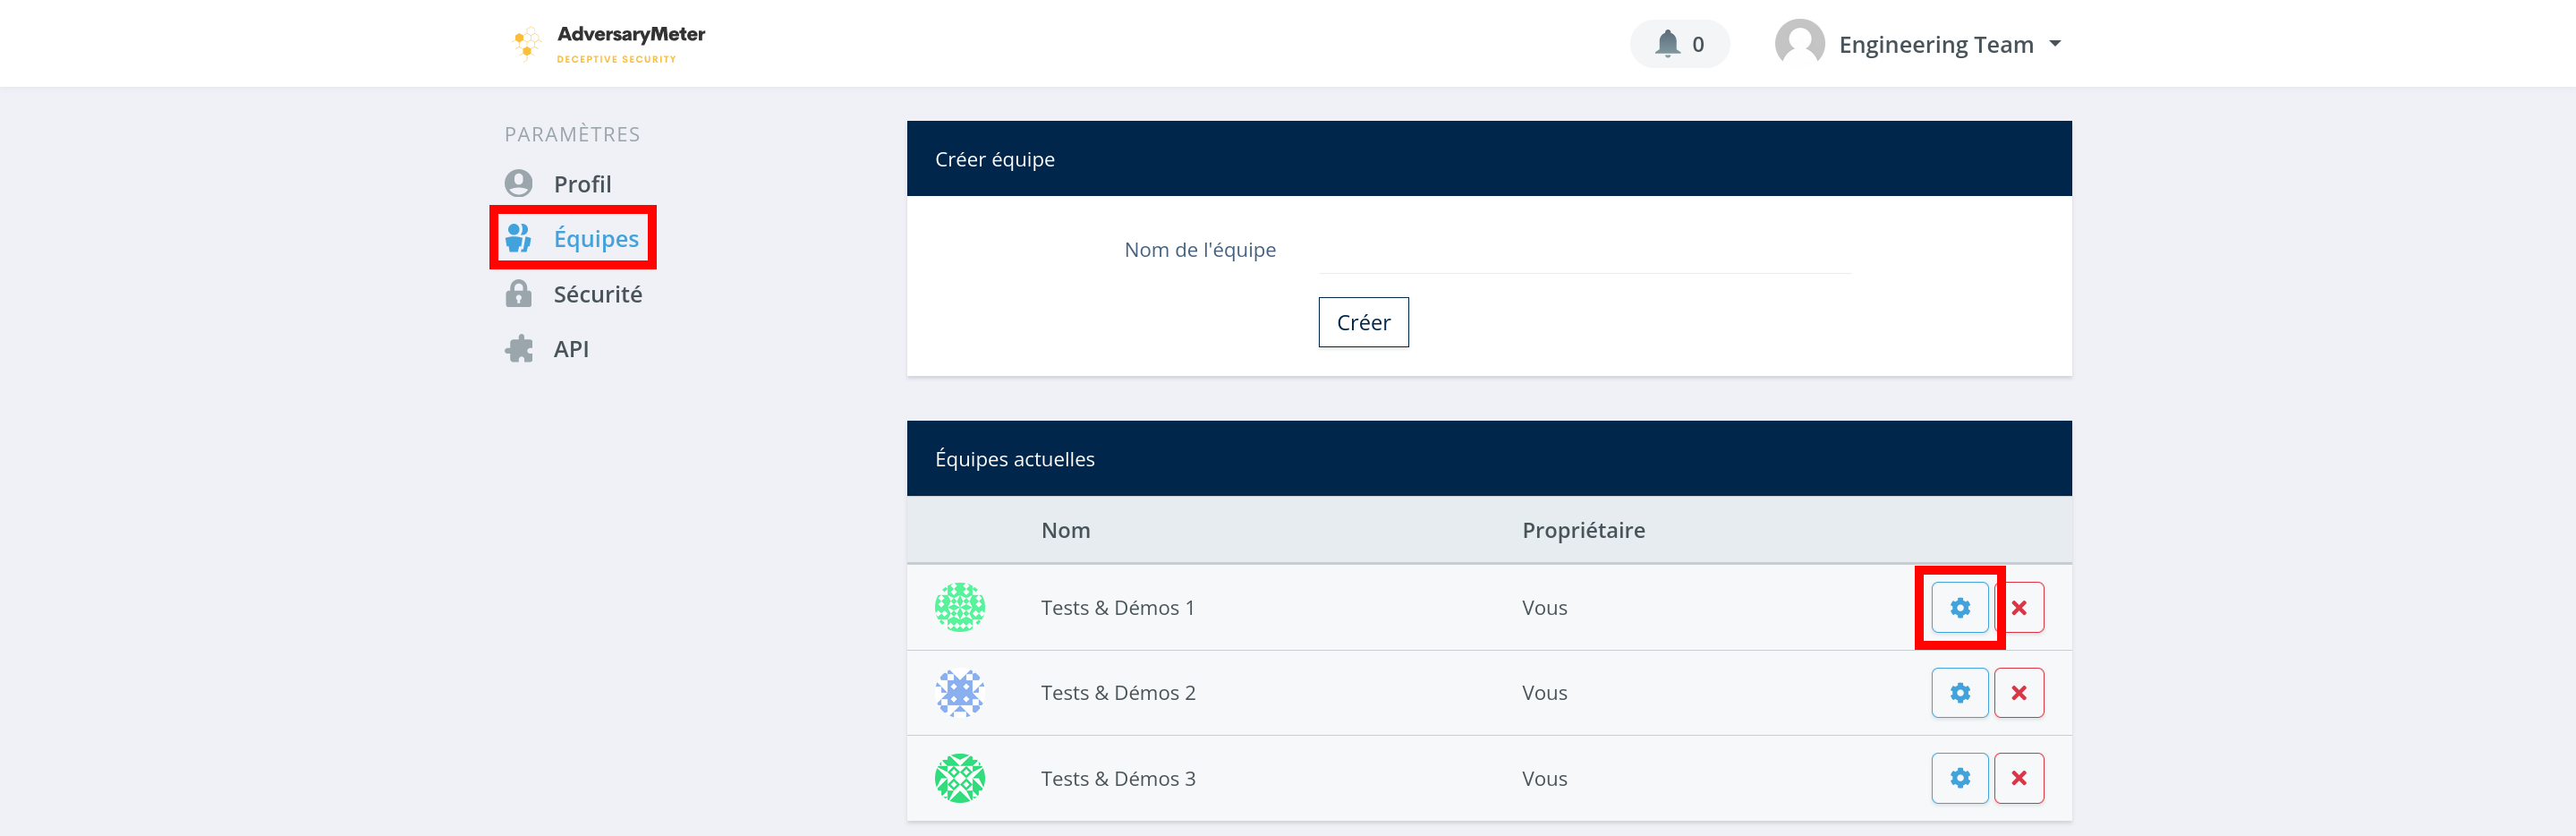 AdversaryMeter
DECEPTIVE SECURITY
0
Engineering Team
PARAMÈTRES
Profil
Équipes
Sécurité
API
Créer équipe
Nom de l'équipe
Créer
Équipes actuelles
Nom Propriétaire
Tests & Démos 1 Vous
Tests & Démos 2 Vous
Tests & Démos 3 Vous